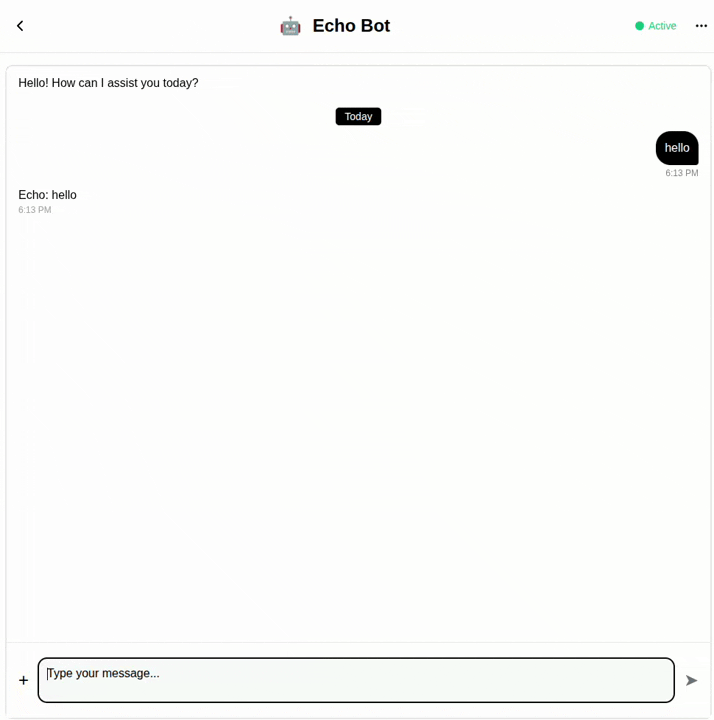 Echo Bot
Active
Hello! How can I assist you today?
Today
hello
6:13 PM
Echo: hello
6:13 PM
Type your message...